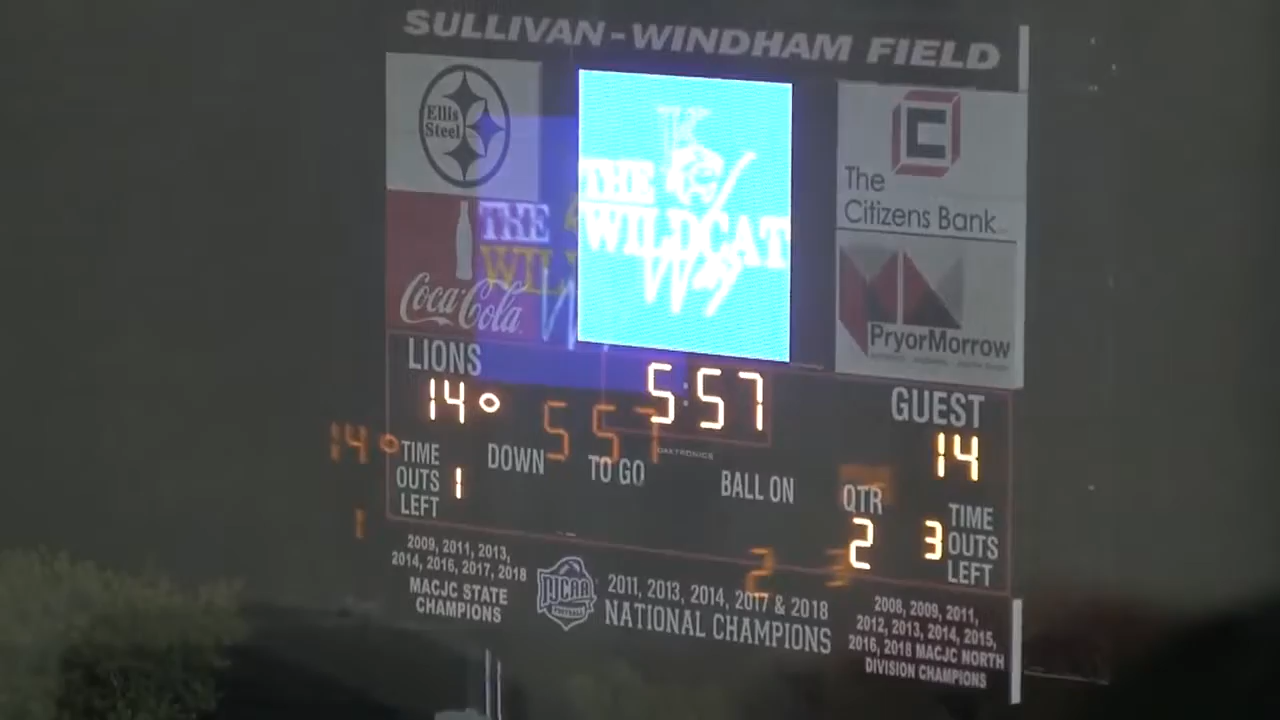 SULLIVAN-WINDHAM FIELD
Ellis
Steel
THE
WILDCAT
Way
The
Citizens Bank
Coca-Cola
PryorMorrow
LIONS
14
5:57
GUEST
14
TIME
OUTS
LEFT
1
DOWN
TO GO
DAKTRONICS
BALL ON
QTR
2
3
TIME
OUTS
LEFT
2009, 2011, 2013,
2014, 2016, 2017, 2018
MACJC STATE
CHAMPIONS
NJCAA
FOOTBALL
2011, 2013, 2014, 2017 & 2018
NATIONAL CHAMPIONS
2008, 2009, 2011,
2012, 2013, 2014, 2015,
2016, 2018 MACJC NORTH
DIVISION CHAMPIONS